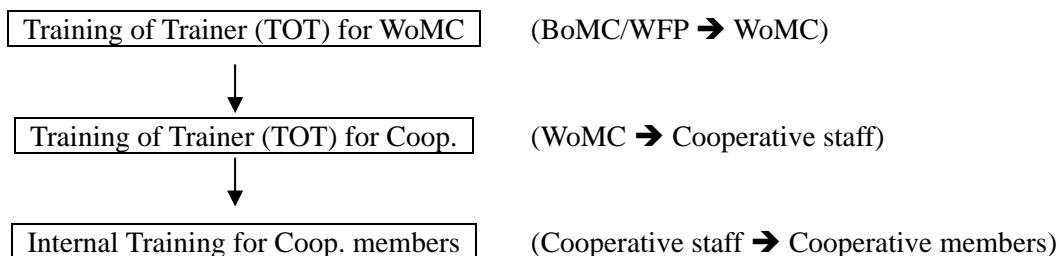 Training of Trainer (TOT) for WoMC (BoMC/WFP ➔ WoMC)
Training of Trainer (TOT) for Coop. (WoMC ➔ Cooperative staff)
Internal Training for Coop. members (Cooperative staff ➔ Cooperative members)